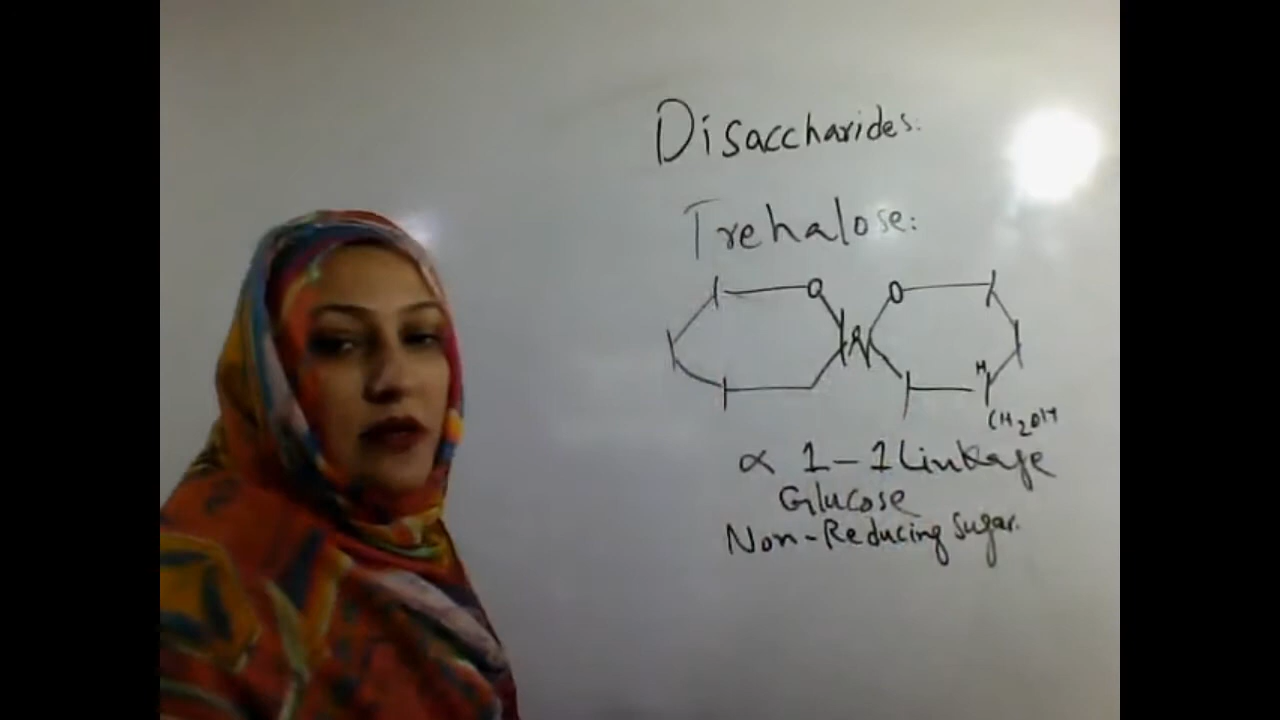 Disaccharides:
Trehalose:
O O
H
CH2OH
α 1-1 Linkage
Glucose
Non-Reducing Sugar.